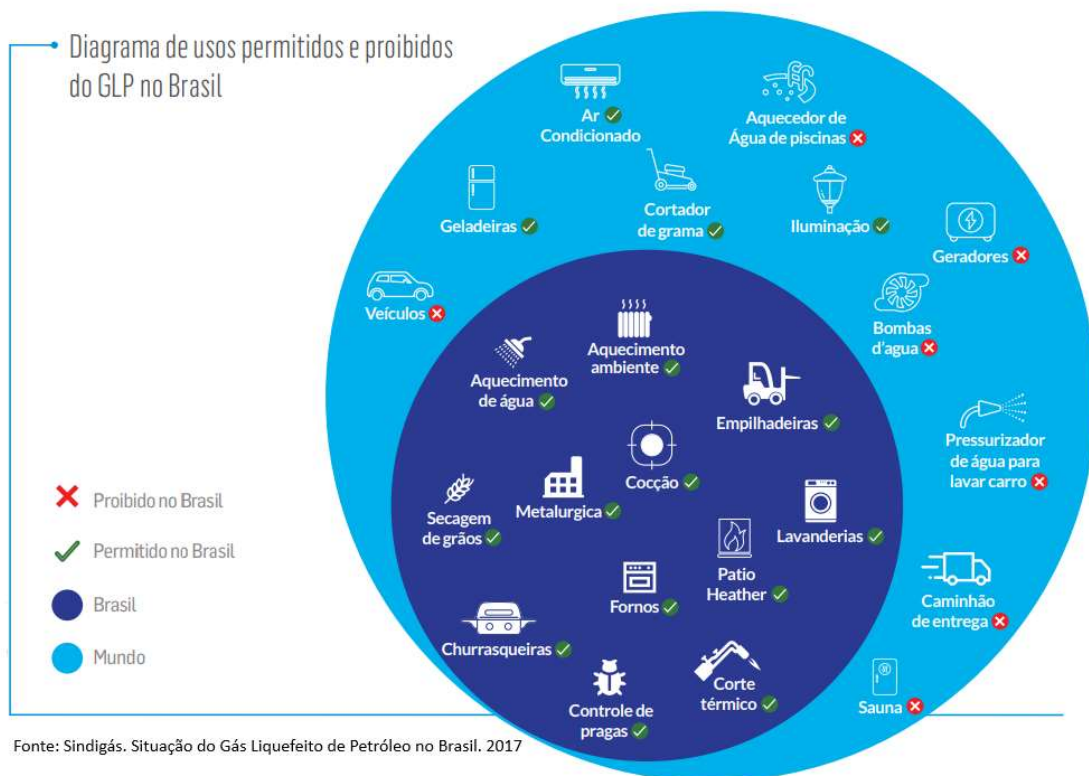 Diagrama de usos permitidos e proibidos
do GLP no Brasil
Ar
Condicionado
Aquecedor de
Água de piscinas
Geladeiras
Cortador
de grama
Iluminação
Geradores
Veículos
Bombas
d’agua
Aquecimento
ambiente
Aquecimento
de água
Empilhadeiras
Pressurizador
de água para
lavar carro
Cocção
Metalurgica
Secagem
de grãos
Lavanderias
Patio
Heather
Fornos
Caminhão
de entrega
Churrasqueiras
Corte
térmico
Controle de
pragas
Sauna
Proibido no Brasil
Permitido no Brasil
Brasil
Mundo
Fonte: Sindigás. Situação do Gás Liquefeito de Petróleo no Brasil. 2017